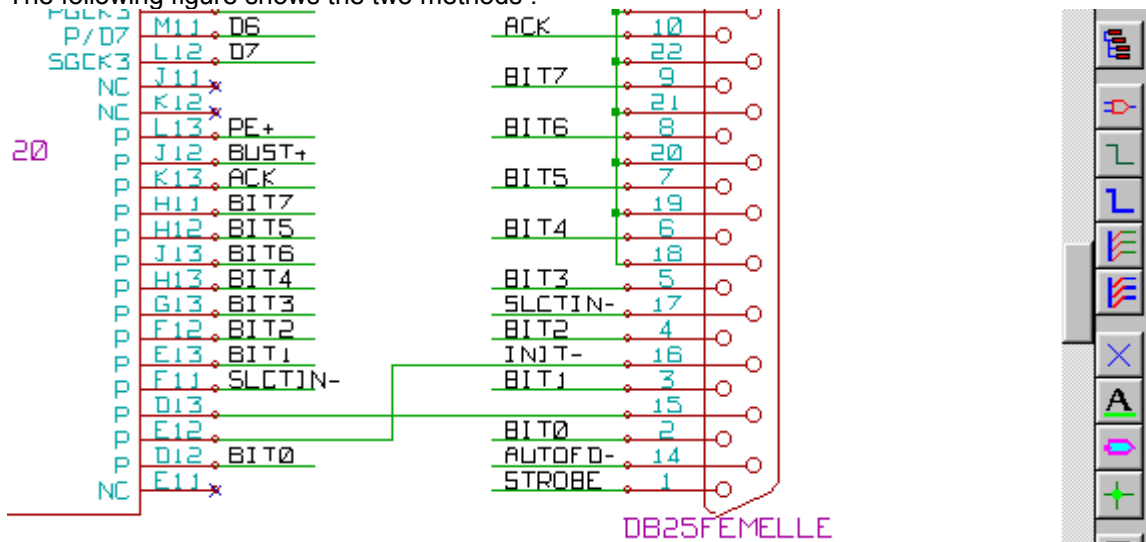 The following figure shows the two methods :
PGCK3
P/D7 M11 D6 ACK 10
SGCK3 L12 D7 22
NC J11 BIT7 9
NC K12 21
P L13 PE+ BIT6 8
20 P J12 BUST+ 20
P K13 ACK BIT5 7
P H11 BIT7 19
P H12 BIT5 BIT4 6
P J13 BIT6 18
P H13 BIT4 BIT3 5
P G13 BIT3 SLCTIN- 17
P F12 BIT2 BIT2 4
P E13 BIT1 INIT- 16
P F11 SLCTIN- BIT1 3
P D13 15
P E12 BIT0 2
P D12 BIT0 AUTOFD- 14
NC E11 STROBE 1
DB25FEMELLE
A